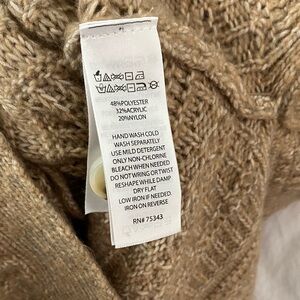 48%POLYESTER
32%ACRYLIC
20%NYLON
HAND WASH COLD
WASH SEPARATELY
USE MILD DETERGENT
ONLY NON-CHLORINE
BLEACH WHEN NEEDED
DO NOT WRING OR TWIST
RESHAPE WHILE DAMP
DRY FLAT
LOW IRON IF NEEDED.
IRON ON REVERSE
RN# 75343